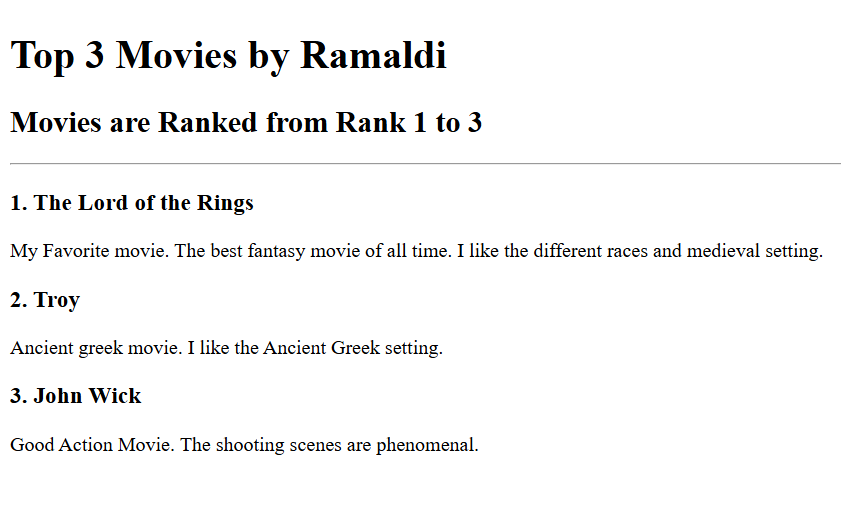 Top 3 Movies by Ramaldi
Movies are Ranked from Rank 1 to 3
1. The Lord of the Rings
My Favorite movie. The best fantasy movie of all time. I like the different races and medieval setting.
2. Troy
Ancient greek movie. I like the Ancient Greek setting.
3. John Wick
Good Action Movie. The shooting scenes are phenomenal.